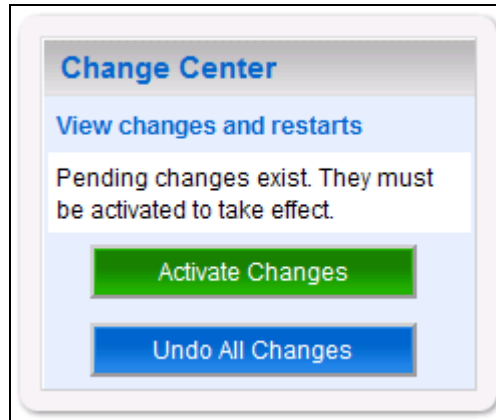 Change Center
View changes and restarts
Pending changes exist. They must
be activated to take effect.
Activate Changes
Undo All Changes